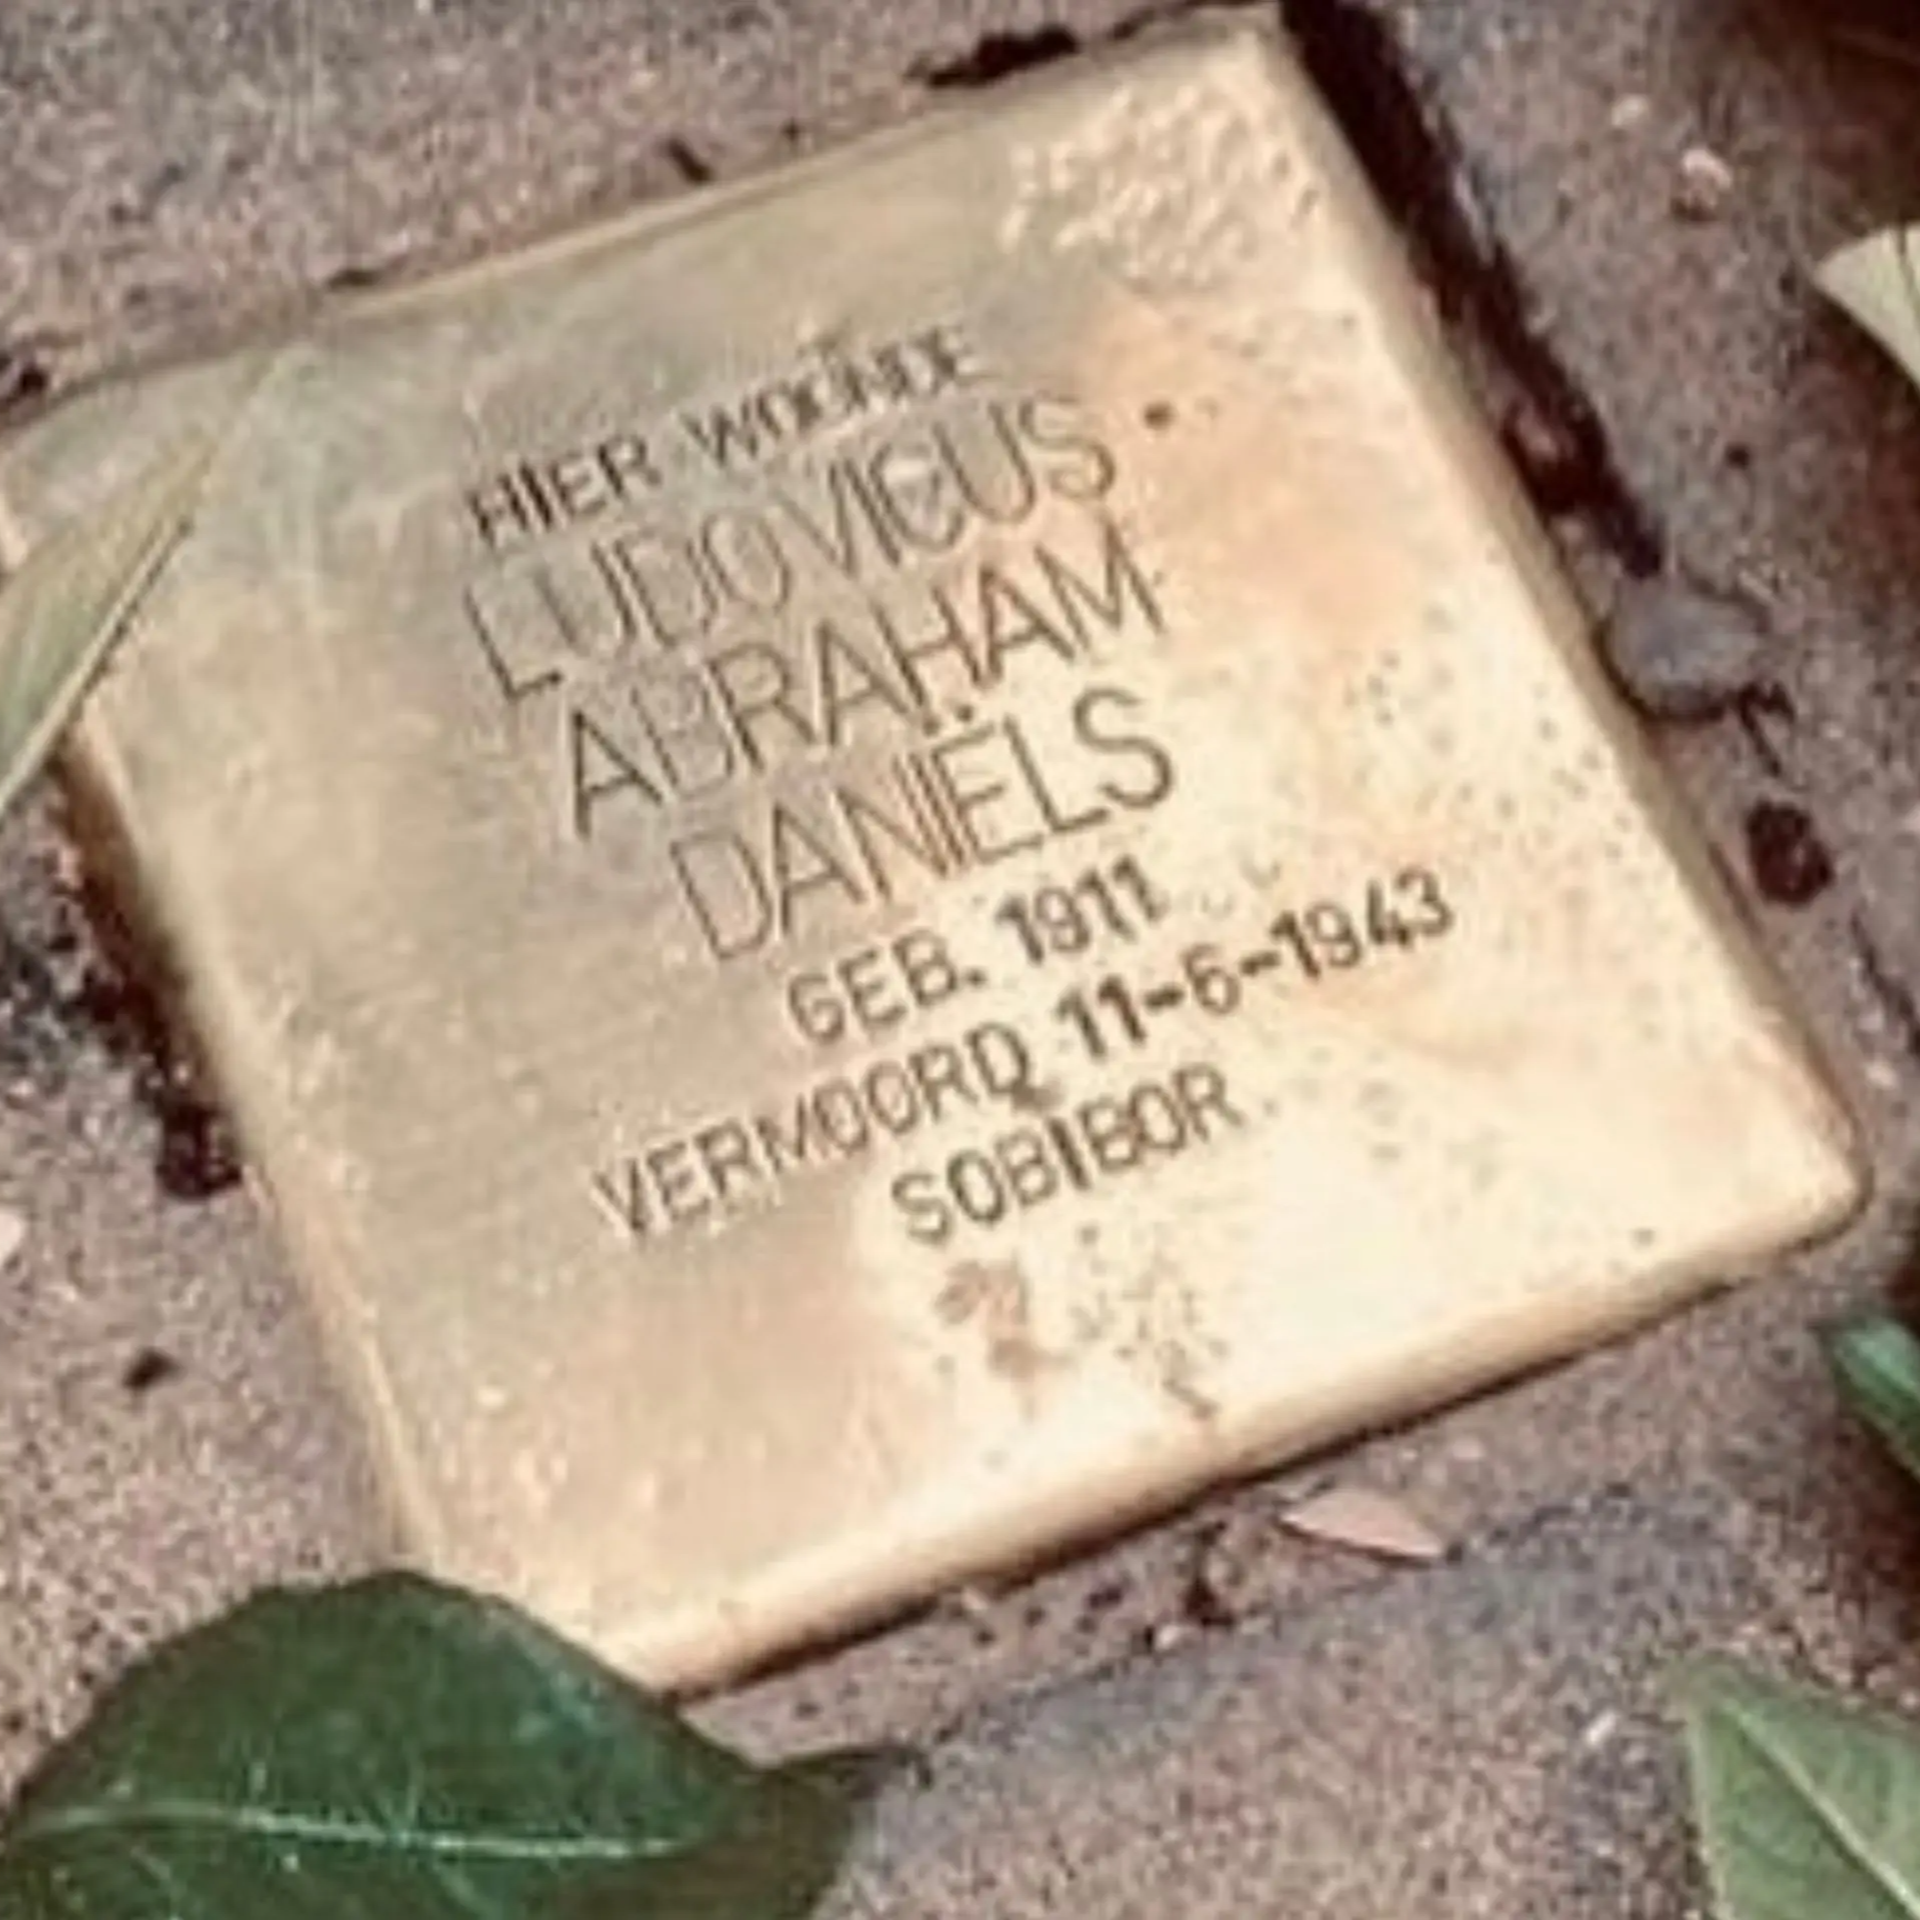 HIER WOONDE
LUDOVICUS
ABRAHAM
DANIËLS
GEB. 1911
VERMOORD 11-6-1943
SOBIBOR